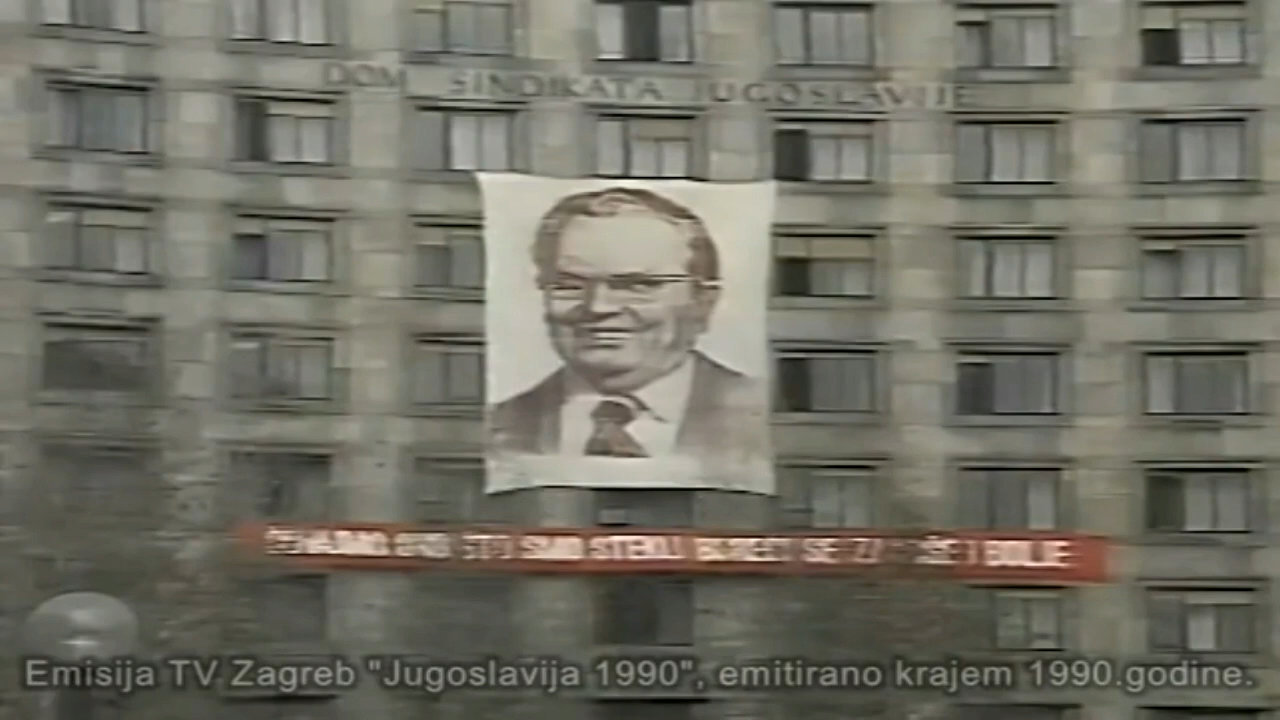 DOM SINDIKATA JUGOSLAVIJE
ŠTO SMO STEKLI BOREĆI SE I BOLJE
Emisija TV Zagreb "Jugoslavija 1990", emitirano krajem 1990.godine.